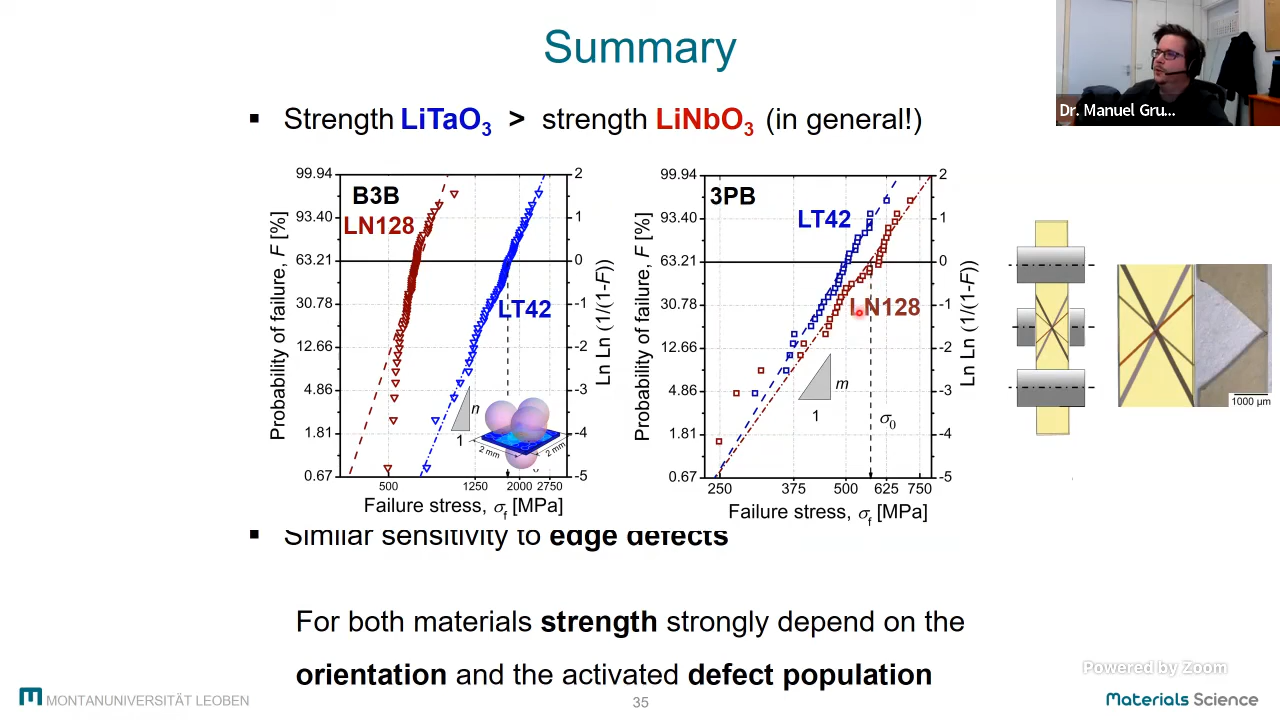 Summary
Dr. Manuel Gru...
▪ Strength LiTaO3 > strength LiNbO3 (in general!)
B3B
LN128
LT42
99.94
93.40
63.21
30.78
12.66
4.86
1.81
0.67
Probability of failure, F [%]
2
1
0
-1
-2
-3
-4
-5
Ln Ln (1/(1-F))
n
1
2 mm
2 mm
500
1250
2000
2750
Failure stress, σf [MPa]
3PB
LT42
LN128
99.94
93.40
63.21
30.78
12.66
4.86
1.81
0.67
Probability of failure, F [%]
2
1
0
-1
-2
-3
-4
-5
Ln Ln (1/(1-F))
m
1
σ0
250
375
500
625
750
Failure stress, σf [MPa]
1000 µm
▪ Similar sensitivity to edge defects
For both materials strength strongly depend on the
orientation and the activated defect population
Powered by Zoom
MONTANUNIVERSITÄT LEOBEN
35
Materials Science